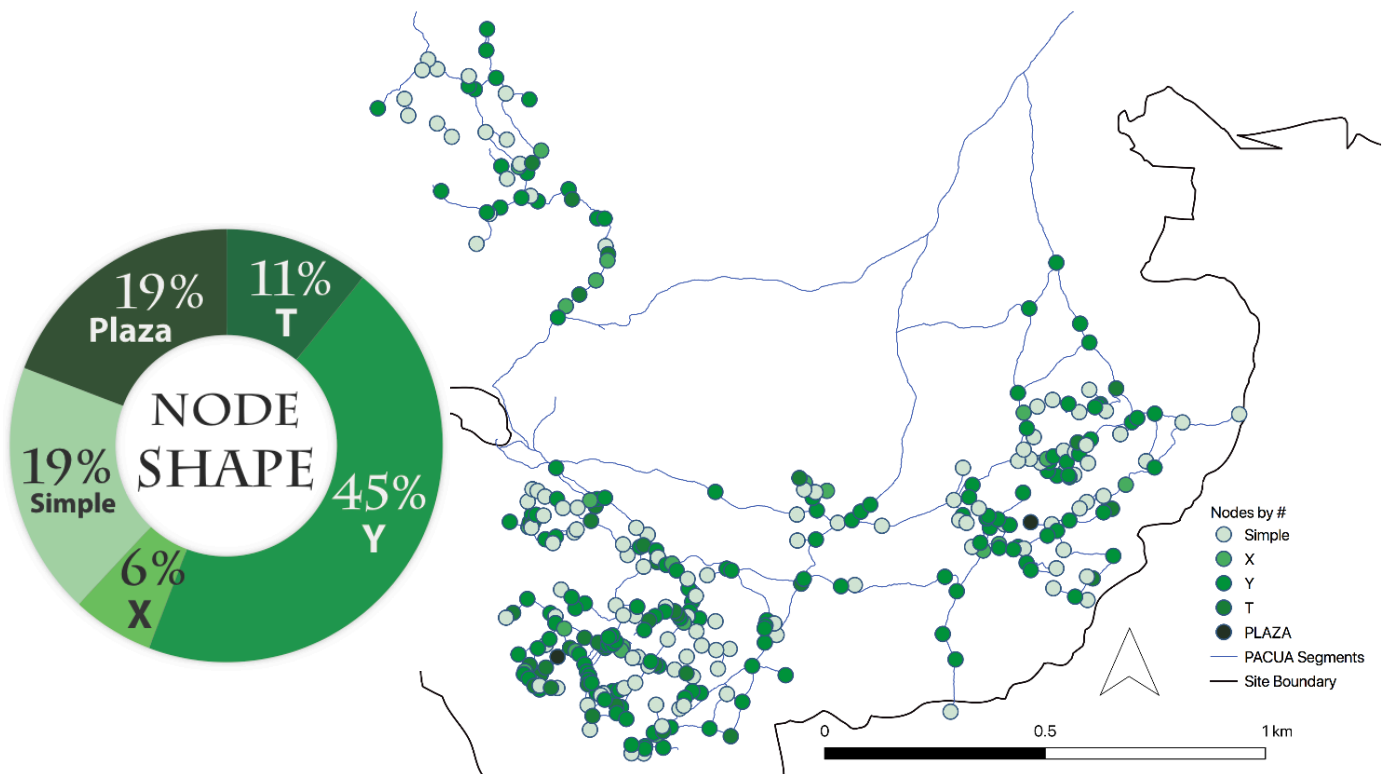 19%
Plaza
11%
T
NODE
SHAPE
19%
Simple
45%
Y
6%
X
Nodes by #
Simple
X
Y
T
PLAZA
PACUA Segments
Site Boundary
0
0.5
1 km